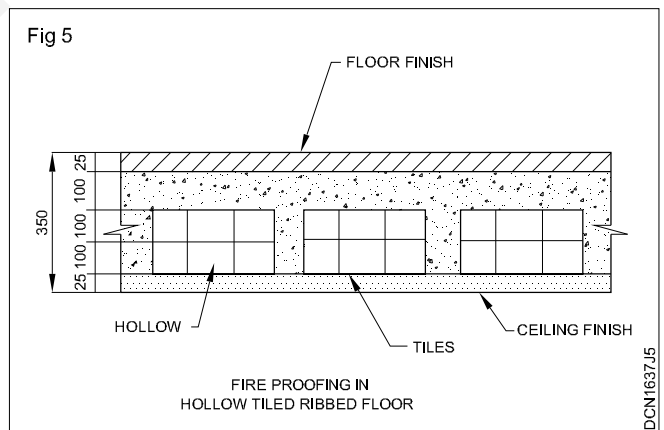 Fig 5
FLOOR FINISH
25
100
100
100
25
350
HOLLOW
TILES
CEILING FINISH
FIRE PROOFING IN
HOLLOW TILED RIBBED FLOOR
DCN1637J5